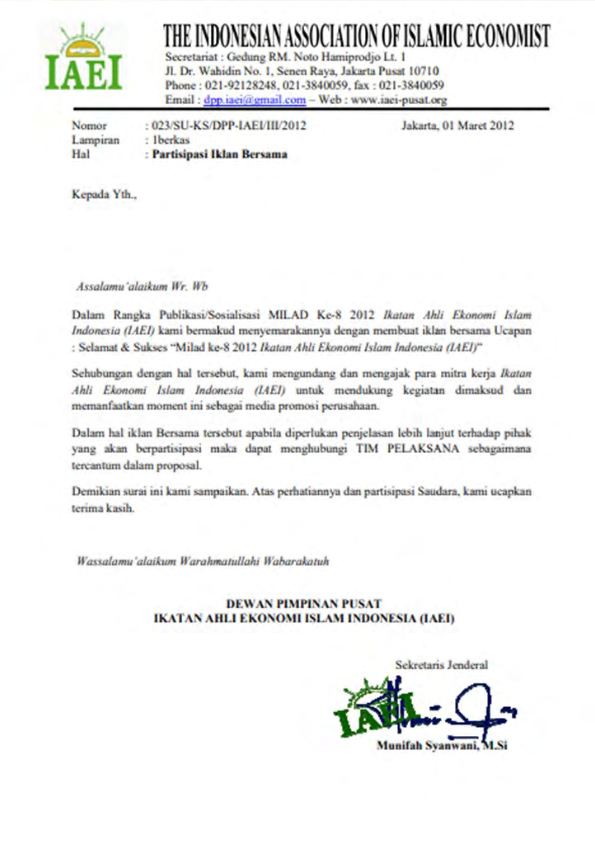 IAEI
THE INDONESIAN ASSOCIATION OF ISLAMIC ECONOMIST
Secretariat : Gedung RM. Noto Hamiprodjo Lt. 1
Jl. Dr. Wahidin No. 1, Senen Raya, Jakarta Pusat 10710
Phone : 021-92128248, 021-3840059, fax : 021-3840059
Email : dpp.iaei@gmail.com – Web : www.iaei-pusat.org
Nomor : 023/SU-KS/DPP-IAEI/III/2012 Jakarta, 01 Maret 2012
Lampiran : 1berkas
Hal : Partisipasi Iklan Bersama
Kepada Yth.,
Assalamu'alaikum Wr. Wb
Dalam Rangka Publikasi/Sosialisasi MILAD Ke-8 2012 Ikatan Ahli Ekonomi Islam
Indonesia (IAEI) kami bermakud menyemarakannya dengan membuat iklan bersama Ucapan
: Selamat & Sukses “Milad ke-8 2012 Ikatan Ahli Ekonomi Islam Indonesia (IAEI)”
Sehubungan dengan hal tersebut, kami mengundang dan mengajak para mitra kerja Ikatan
Ahli Ekonomi Islam Indonesia (IAEI) untuk mendukung kegiatan dimaksud dan
memanfaatkan moment ini sebagai media promosi perusahaan.
Dalam hal iklan Bersama tersebut apabila diperlukan penjelasan lebih lanjut terhadap pihak
yang akan berpartisipasi maka dapat menghubungi TIM PELAKSANA sebagaimana
tercantum dalam proposal.
Demikian surai ini kami sampaikan. Atas perhatiannya dan partisipasi Saudara, kami ucapkan
terima kasih.
Wassalamu'alaikum Warahmatullahi Wabarakatuh
DEWAN PIMPINAN PUSAT
IKATAN AHLI EKONOMI ISLAM INDONESIA (IAEI)
Sekretaris Jenderal
IAEI
Munifah Syanwani, M.Si